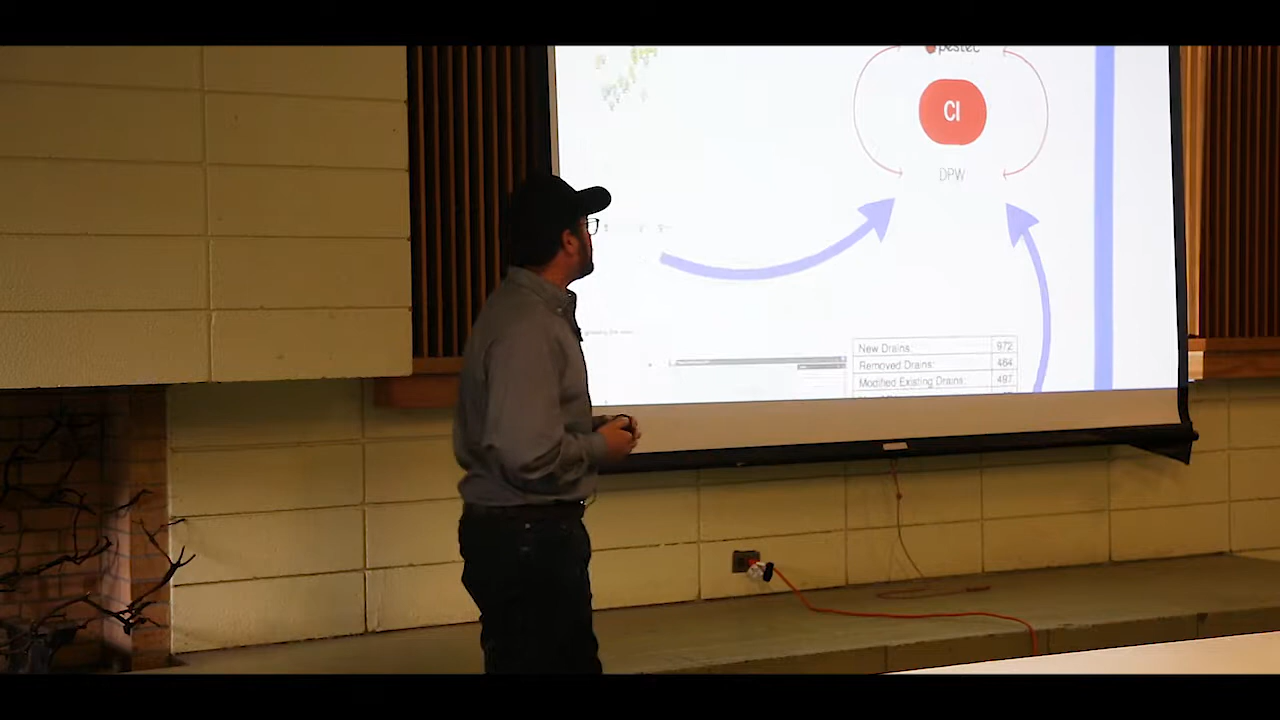 pestec
CI
DPW
New Drains: 972
Removed Drains: 464
Modified Existing Drains: 497